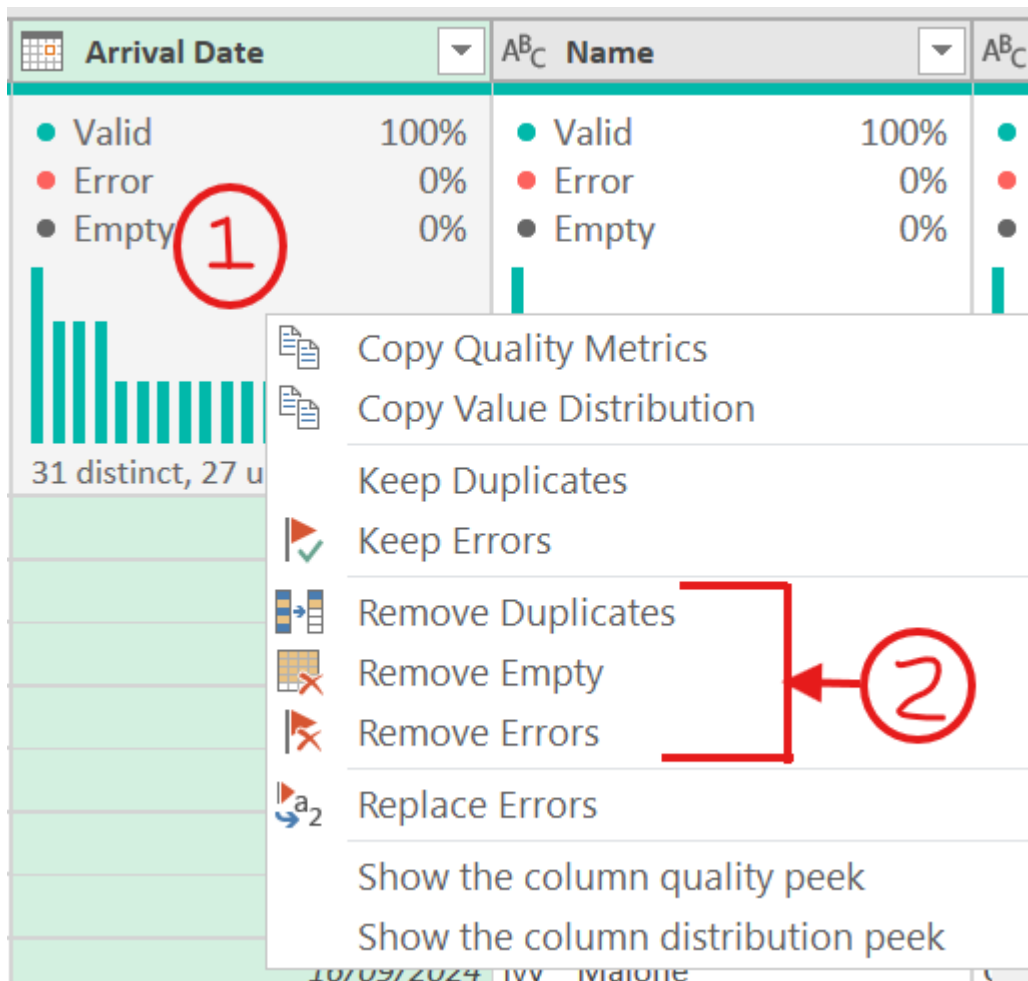 Arrival Date
ABC Name
ABC
Valid 100%
Error 0%
Empty 0%
Valid 100%
Error 0%
Empty 0%
1
31 distinct, 27 u
Copy Quality Metrics
Copy Value Distribution
Keep Duplicates
Keep Errors
Remove Duplicates
Remove Empty
Remove Errors
2
a2
Replace Errors
Show the column quality peek
Show the column distribution peek
16/09/2024 Ivy Malone